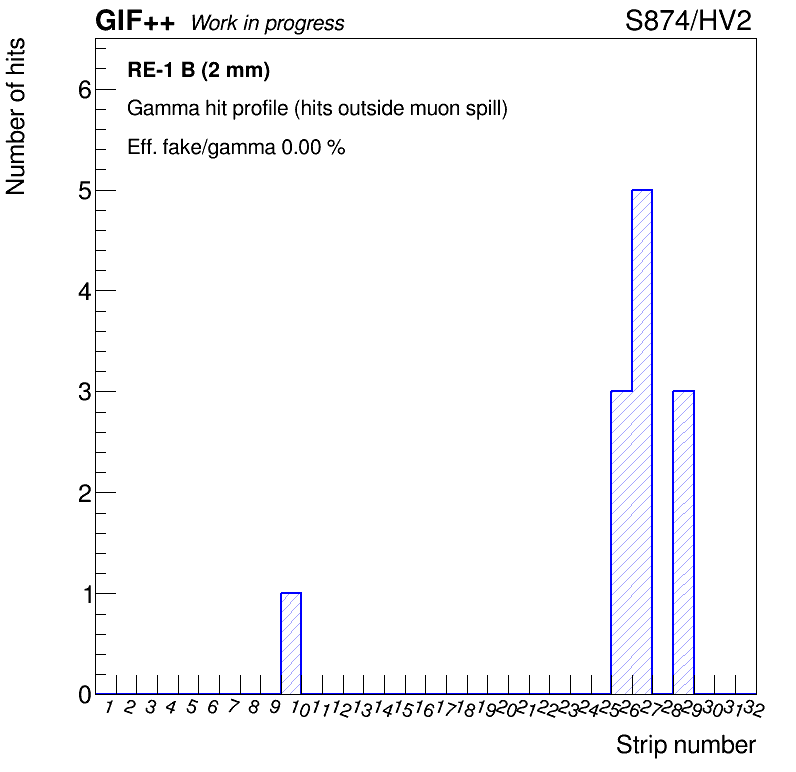 GIF++ Work in progress S874/HV2
Number of hits
RE-1 B (2 mm)
Gamma hit profile (hits outside muon spill)
Eff. fake/gamma 0.00 %
6
5
4
3
2
1
0
1 2 3 4 5 6 7 8 9 10 11 12 13 14 15 16 17 18 19 20 21 22 23 24 25 26 27 28 29 30 31 32
Strip number